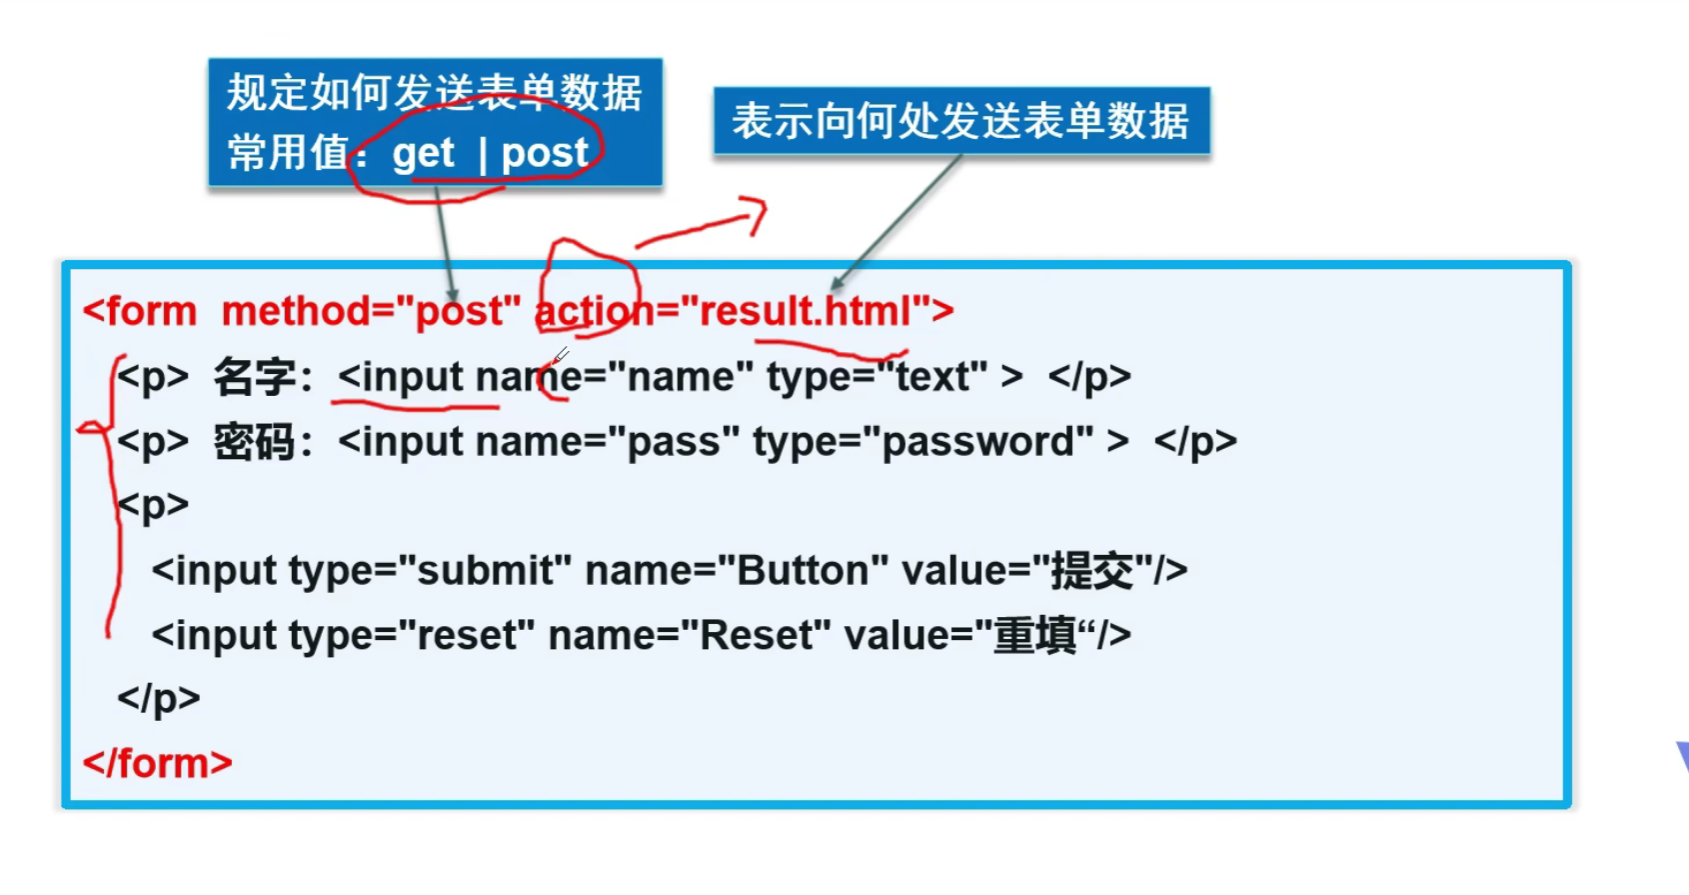 规定如何发送表单数据
常用值：get | post
表示向何处发送表单数据
<form method="post" action="result.html">
<p> 名字：<input name="name" type="text" > </p>
<p> 密码：<input name="pass" type="password" > </p>
<p>
<input type="submit" name="Button" value="提交"/>
<input type="reset" name="Reset" value="重填“/>
</p>
</form>